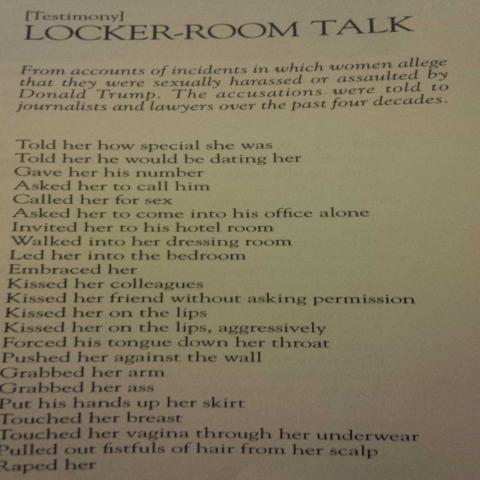 [Testimony]
LOCKER-ROOM TALK
From accounts of incidents in which women allege
that they were sexually harassed or assaulted by
Donald Trump. The accusations were told to
journalists and lawyers over the past four decades.
Told her how special she was
Told her he would be dating her
Gave her his number
Asked her to call him
Called her for sex
Asked her to come into his office alone
Invited her to his hotel room
Walked into her dressing room
Led her into the bedroom
Embraced her
Kissed her colleagues
Kissed her friend without asking permission
Kissed her on the lips
Kissed her on the lips, aggressively
Forced his tongue down her throat
Pushed her against the wall
Grabbed her arm
Grabbed her ass
Put his hands up her skirt
Touched her breast
Touched her vagina through her underwear
Pulled out fistfuls of hair from her scalp
Raped her